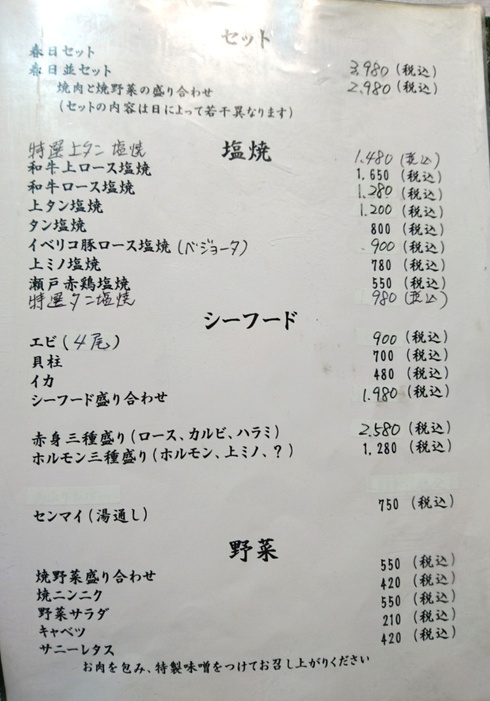 セット
春日セット 3,980 (税込)
春日並セット 2,980 (税込)
焼肉と焼野菜の盛り合わせ
(セットの内容は日によって若干異なります)
塩焼
特選上タン塩焼 1,480 (税込)
和牛上ロース塩焼 1,650 (税込)
和牛ロース塩焼 1,280 (税込)
上タン塩焼 1,200 (税込)
タン塩焼 800 (税込)
イベリコ豚ロース塩焼(ベジョータ) 900 (税込)
上ミノ塩焼 780 (税込)
瀬戸赤鶏塩焼 550 (税込)
特選タン塩焼 980 (税込)
シーフード
エビ(4尾) 900 (税込)
貝柱 700 (税込)
イカ 480 (税込)
シーフード盛り合わせ 1,980 (税込)
赤身三種盛り(ロース、カルビ、ハラミ) 2,580 (税込)
ホルモン三種盛り(ホルモン、上ミノ、?) 1,280 (税込)
センマイ(湯通し) 750 (税込)
野菜
焼野菜盛り合わせ 550 (税込)
焼ニンニク 420 (税込)
野菜サラダ 550 (税込)
キャベツ 210 (税込)
サニーレタス 420 (税込)
お肉を包み、特製味噌をつけてお召し上がりください